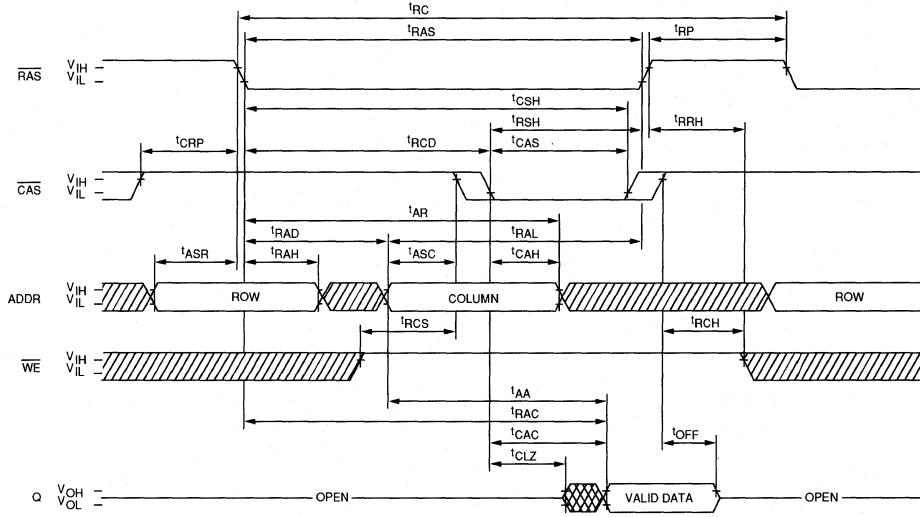 tRC
tRAS
tRP
RAS
VIH
VIL
tCSH
tRSH
tRRH
tCRP
tRCD
tCAS
CAS
VIH
VIL
tAR
tRAD
tRAL
tASR
tRAH
tASC
tCAH
ADDR
VIH
VIL
ROW
COLUMN
ROW
tRCS
tRCH
WE
VIH
VIL
tAA
tRAC
tCAC
tOFF
tCLZ
Q
VOH
VOL
OPEN
VALID DATA
OPEN